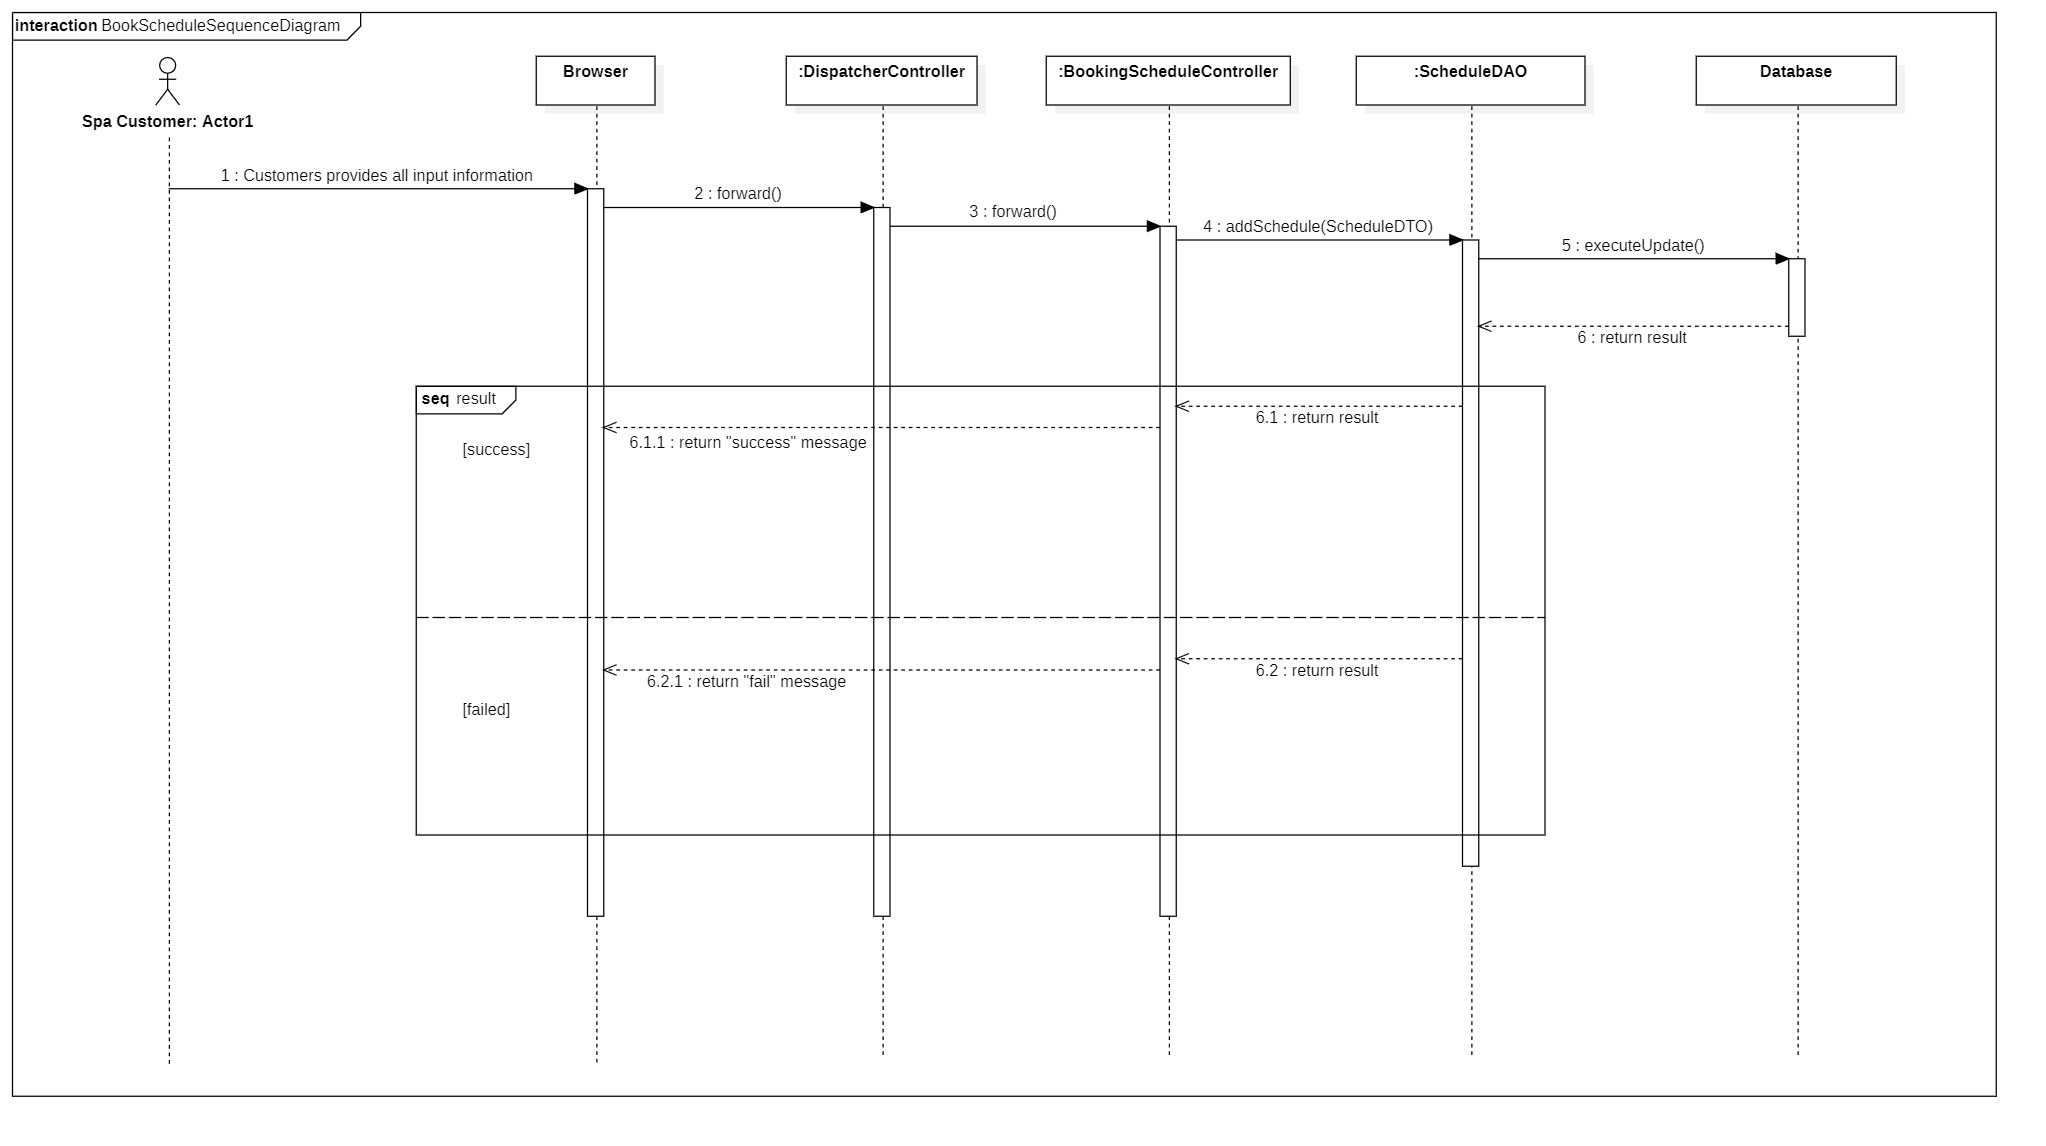 interaction BookScheduleSequenceDiagram
Spa Customer: Actor1
Browser
:DispatcherController
:BookingScheduleController
:ScheduleDAO
Database
1 : Customers provides all input information
2 : forward()
3 : forward()
4 : addSchedule(ScheduleDTO)
5 : executeUpdate()
6 : return result
seq result
6.1 : return result
6.1.1 : return "success" message
[success]
6.2 : return result
6.2.1 : return "fail" message
[failed]